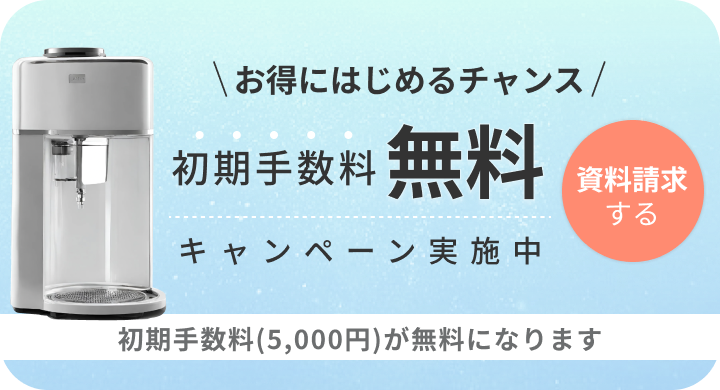 \ お得にはじめるチャンス /
初期手数料 無料
キャンペーン実施中
資料請求
する
初期手数料(5,000円)が無料になります